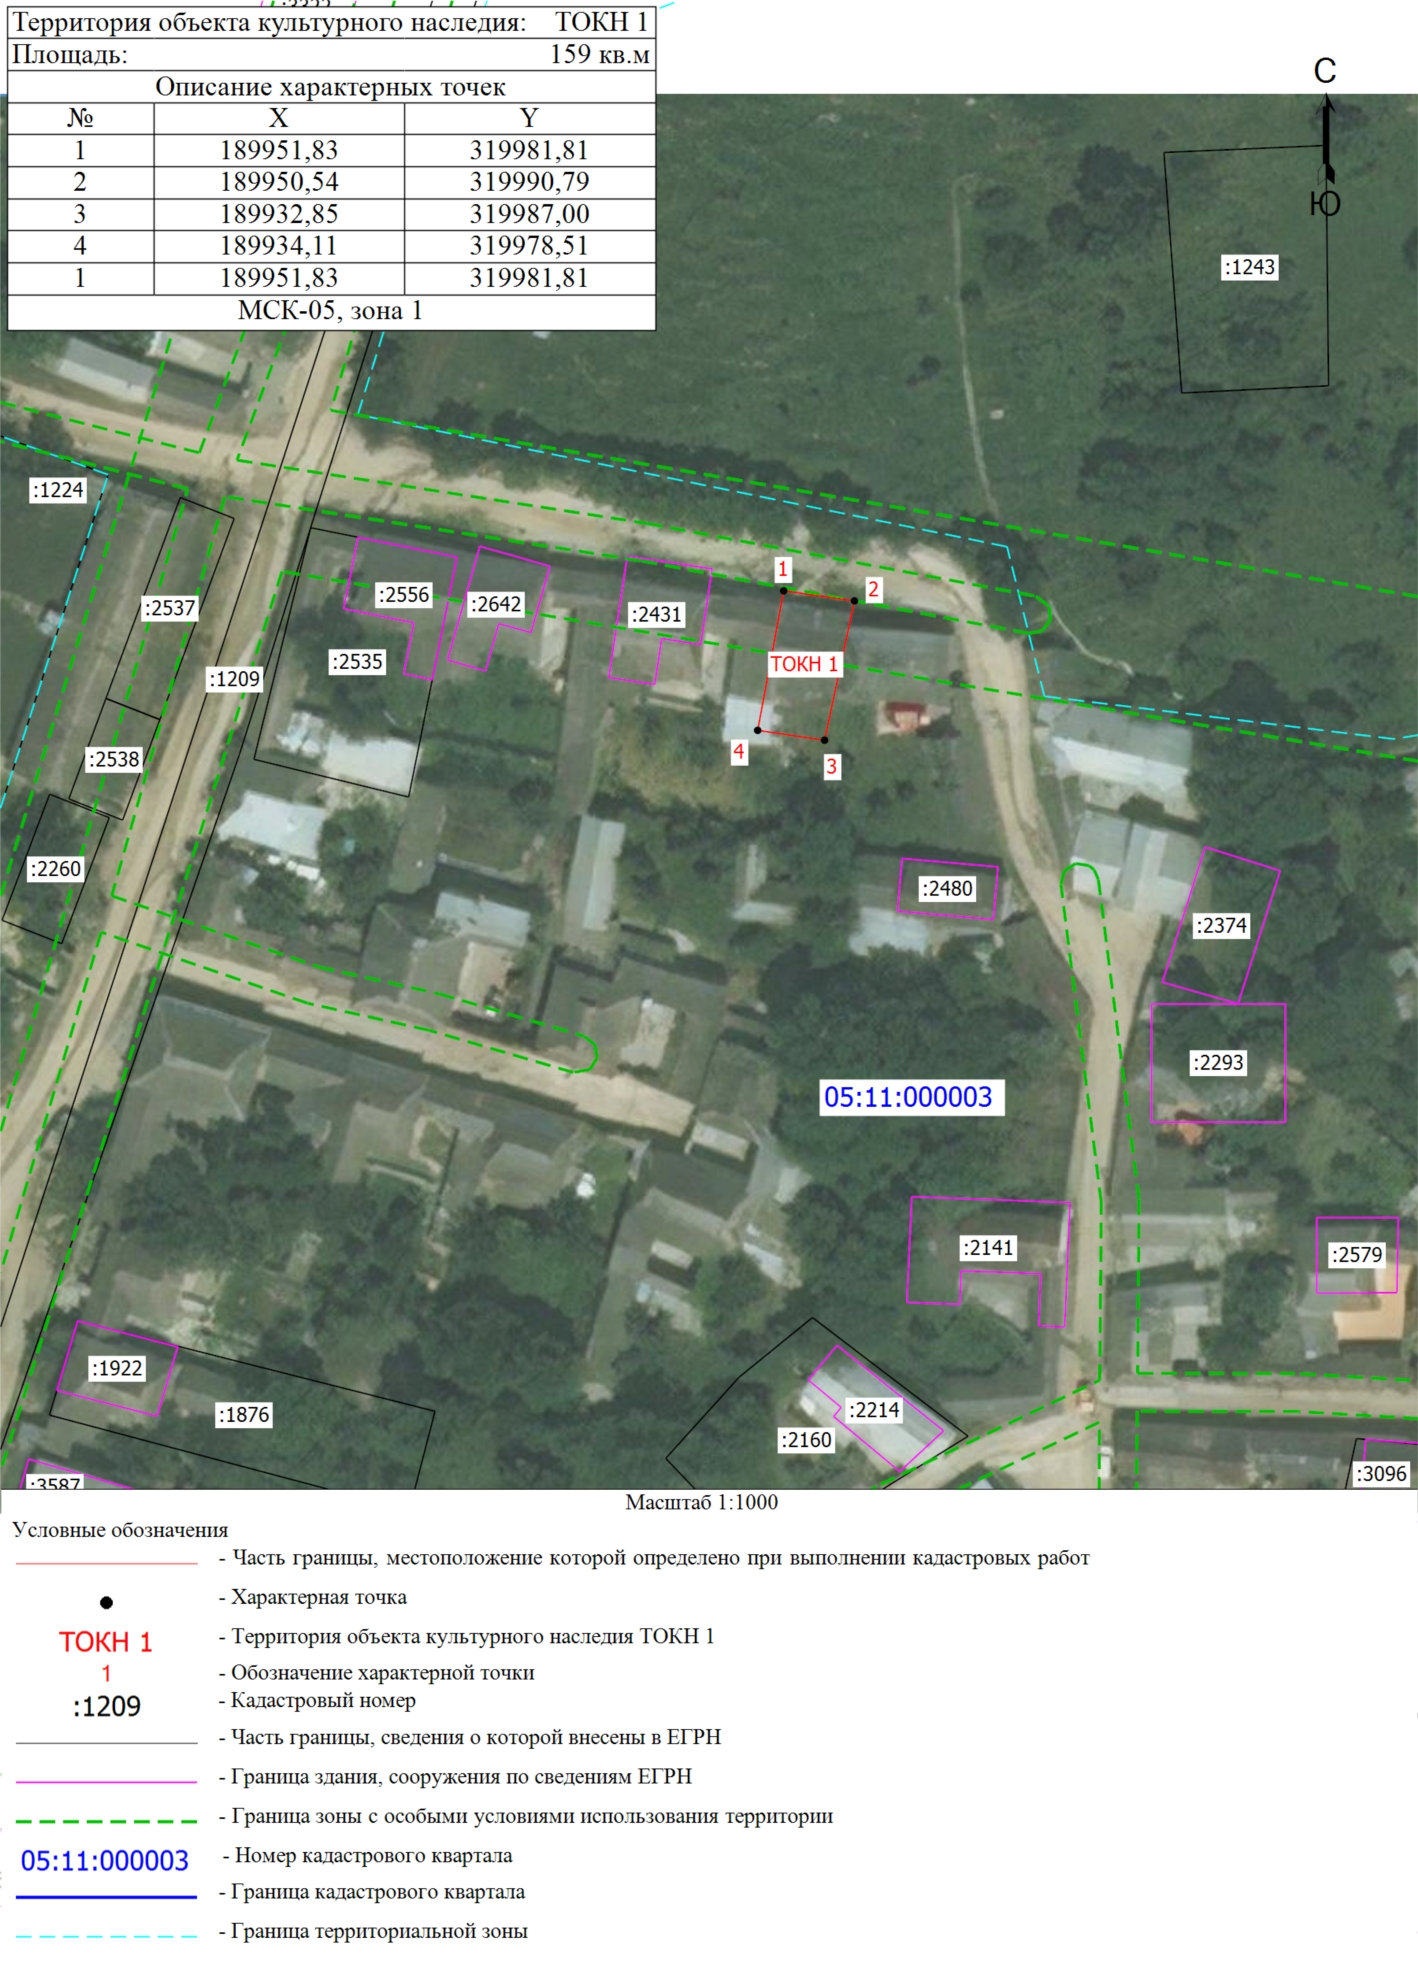 :3322
Территория объекта культурного наследия: ТОКН 1
Площадь: 159 кв.м
Описание характерных точек
№ X Y
1 189951,83 319981,81
2 189950,54 319990,79
3 189932,85 319987,00
4 189934,11 319978,51
1 189951,83 319981,81
МСК-05, зона 1
С
Ю
:1243
:1224
:2537
:2556
:2642
:2431
1
2
:2535
:1209
ТОКН 1
:2538
4
3
:2260
:2480
:2374
:2293
05:11:000003
:2141
:2579
:1922
:1876
:2214
:2160
:3587
:3096
Масштаб 1:1000
Условные обозначения
- Часть границы, местоположение которой определено при выполнении кадастровых работ
- Характерная точка
ТОКН 1 - Территория объекта культурного наследия ТОКН 1
1 - Обозначение характерной точки
:1209 - Кадастровый номер
- Часть границы, сведения о которой внесены в ЕГРН
- Граница здания, сооружения по сведениям ЕГРН
- Граница зоны с особыми условиями использования территории
05:11:000003 - Номер кадастрового квартала
- Граница кадастрового квартала
- Граница территориальной зоны